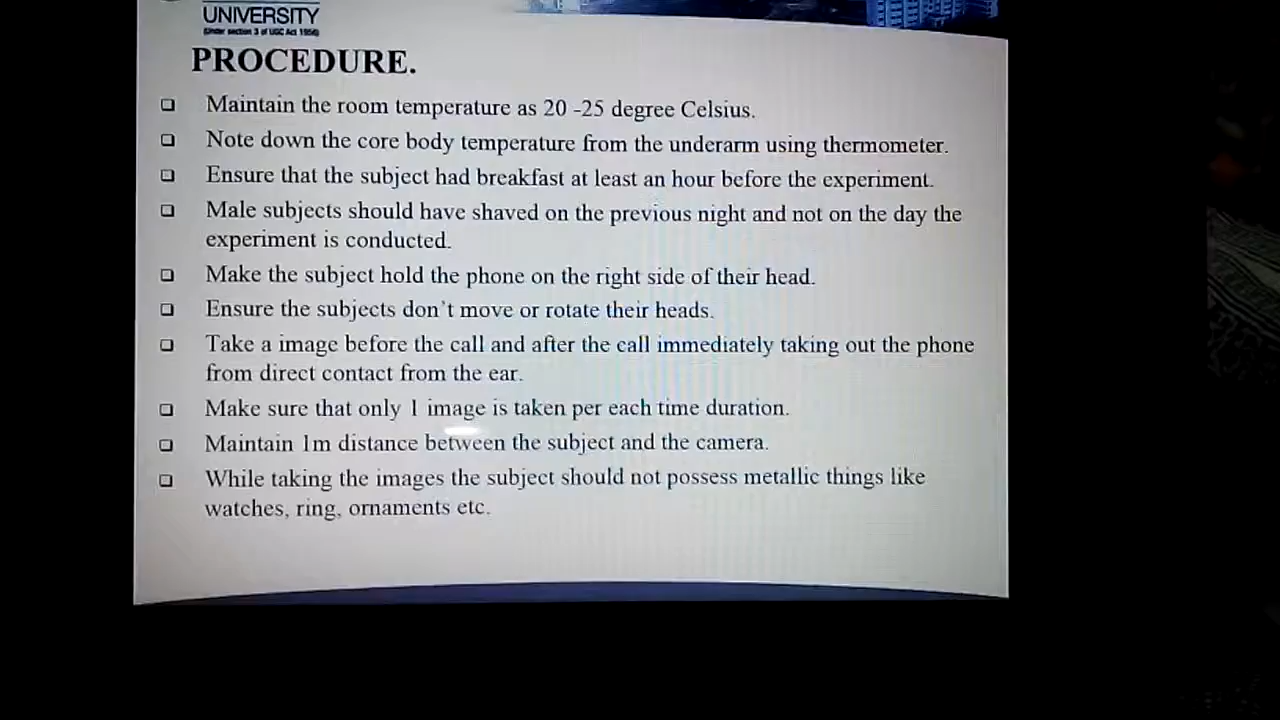 UNIVERSITY
(Under section 3 of UGC Act 1956)
PROCEDURE.
❑ Maintain the room temperature as 20 -25 degree Celsius.
❑ Note down the core body temperature from the underarm using thermometer.
❑ Ensure that the subject had breakfast at least an hour before the experiment.
❑ Male subjects should have shaved on the previous night and not on the day the
experiment is conducted.
❑ Make the subject hold the phone on the right side of their head.
❑ Ensure the subjects don't move or rotate their heads.
❑ Take a image before the call and after the call immediately taking out the phone
from direct contact from the ear.
❑ Make sure that only 1 image is taken per each time duration.
❑ Maintain 1m distance between the subject and the camera.
❑ While taking the images the subject should not possess metallic things like
watches, ring, ornaments etc.